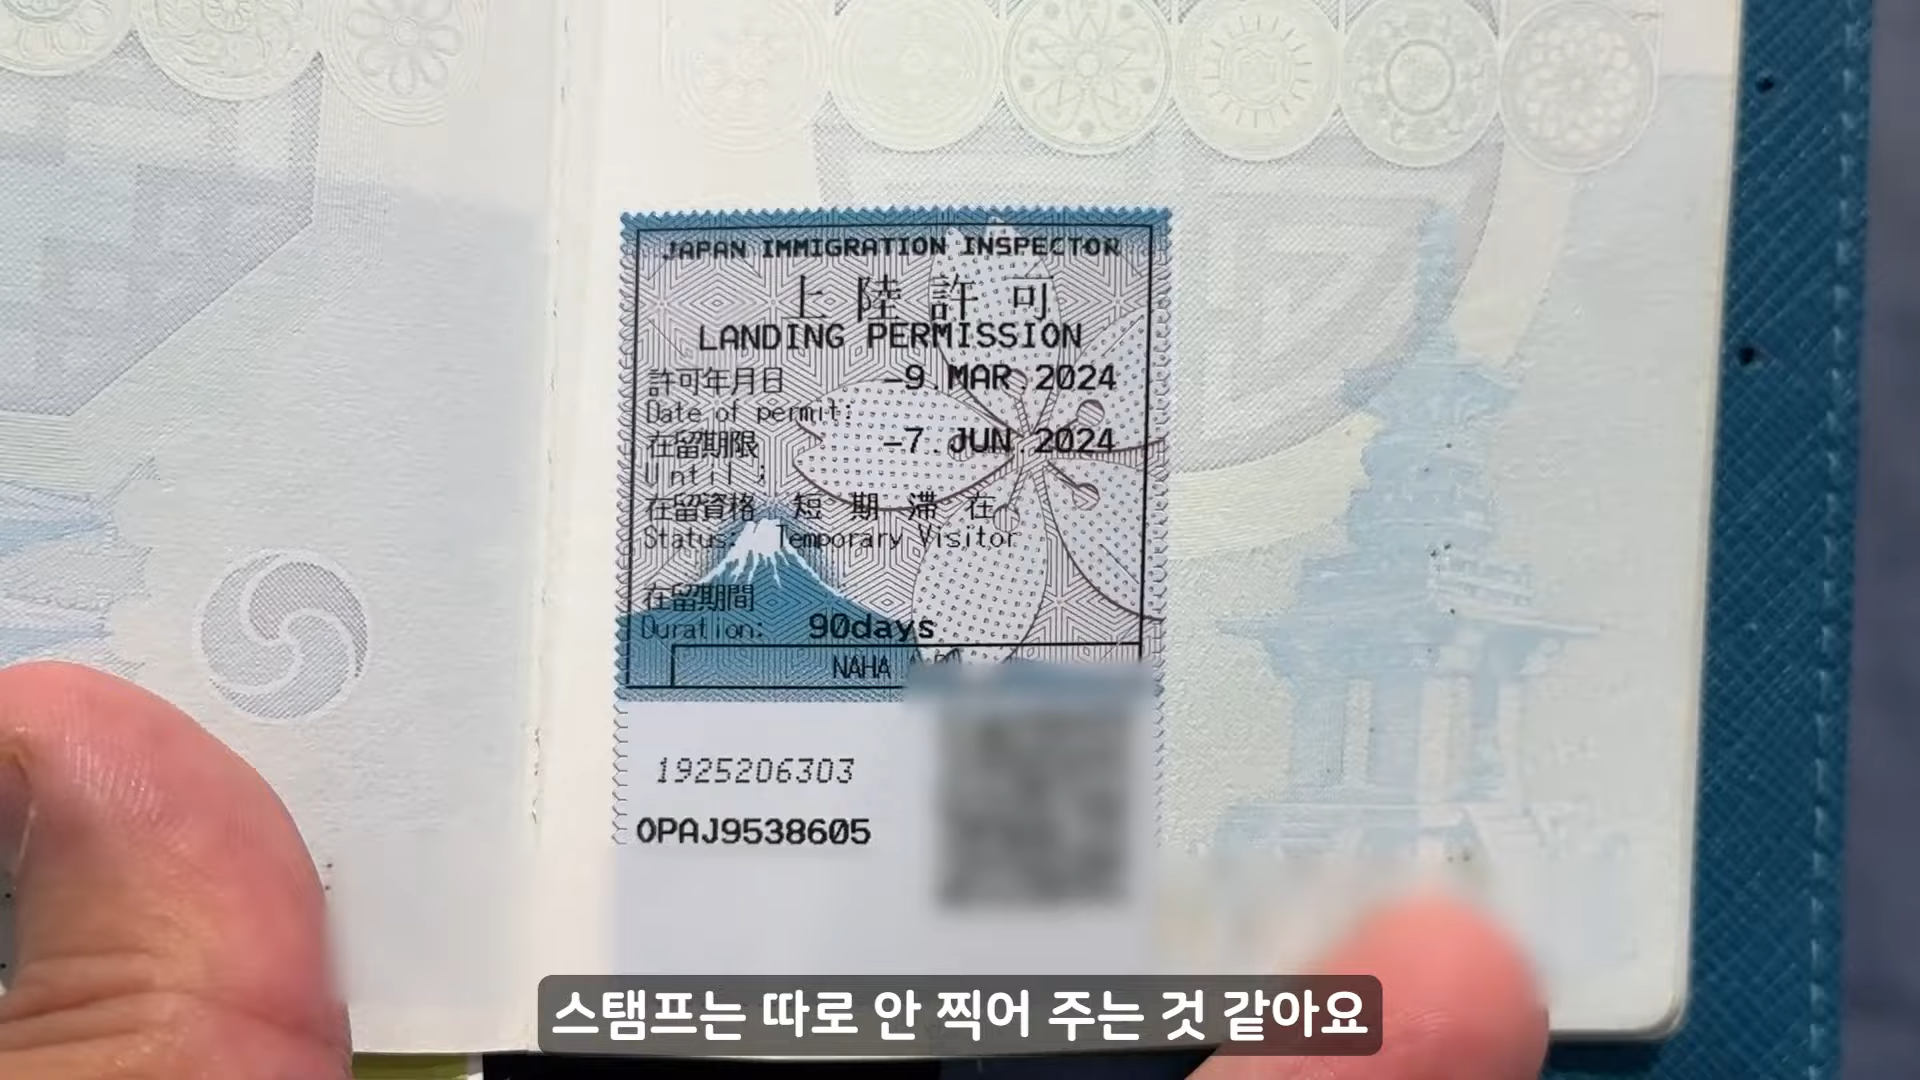 JAPAN IMMIGRATION INSPECTOR
上陸許可
LANDING PERMISSION
許可年月日 -9.MAR.2024
Date of permit:
在留期限 -7.JUN.2024
Until :
在留資格 短期滞在
Status: Temporary Visitor
在留期間
Duration: 90days
NAHA
1925206303
OPAJ9538605
스탬프는 따로 안 찍어 주는 것 같아요